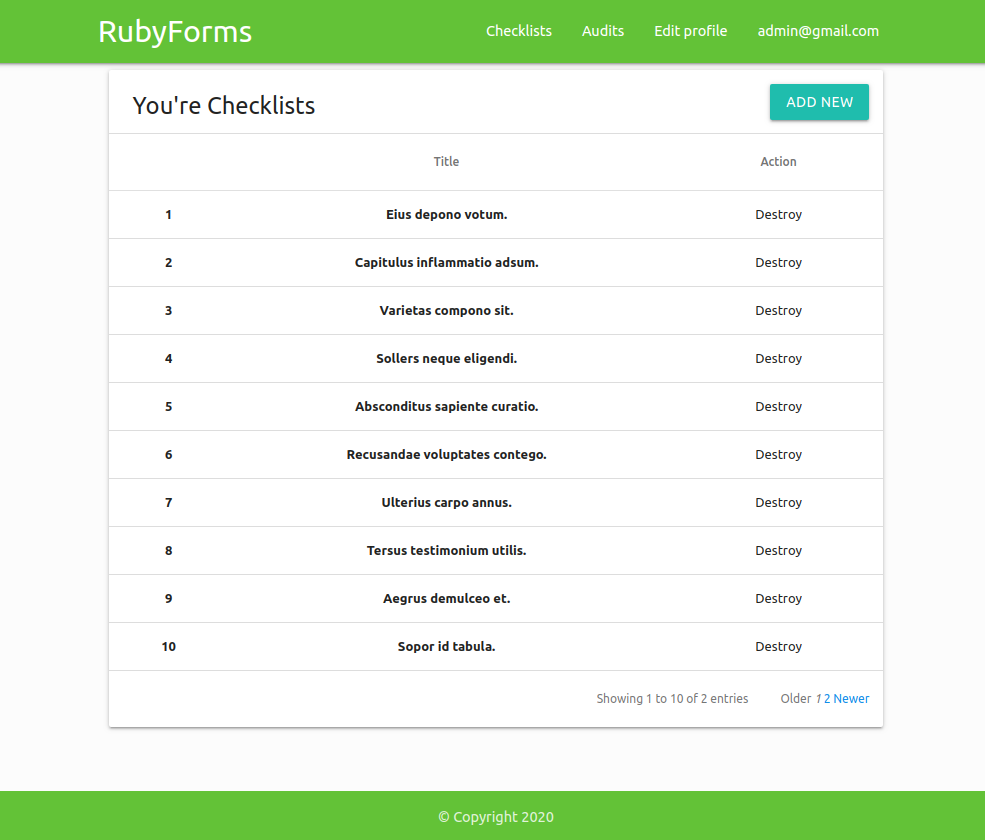 RubyForms Checklists Audits Edit profile admin@gmail.com
You're Checklists ADD NEW
Title Action
1 Eius depono votum. Destroy
2 Capitulus inflammatio adsum. Destroy
3 Varietas compono sit. Destroy
4 Sollers neque eligendi. Destroy
5 Absconditus sapiente curatio. Destroy
6 Recusandae voluptates contego. Destroy
7 Ulterius carpo annus. Destroy
8 Tersus testimonium utilis. Destroy
9 Aegrus demulceo et. Destroy
10 Sopor id tabula. Destroy
Showing 1 to 10 of 2 entries Older 1 2 Newer
© Copyright 2020